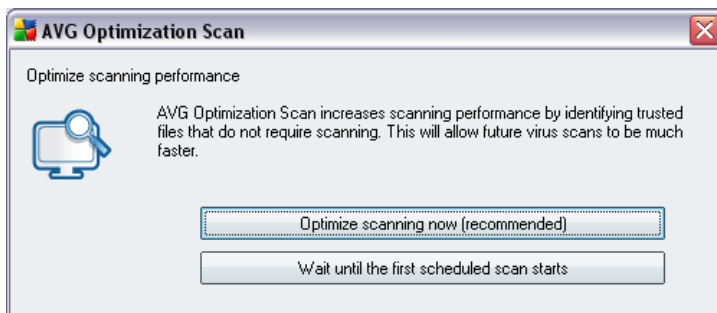 AVG Optimization Scan
Optimize scanning performance
AVG Optimization Scan increases scanning performance by identifying trusted
files that do not require scanning. This will allow future virus scans to be much
faster.
Optimize scanning now (recommended)
Wait until the first scheduled scan starts